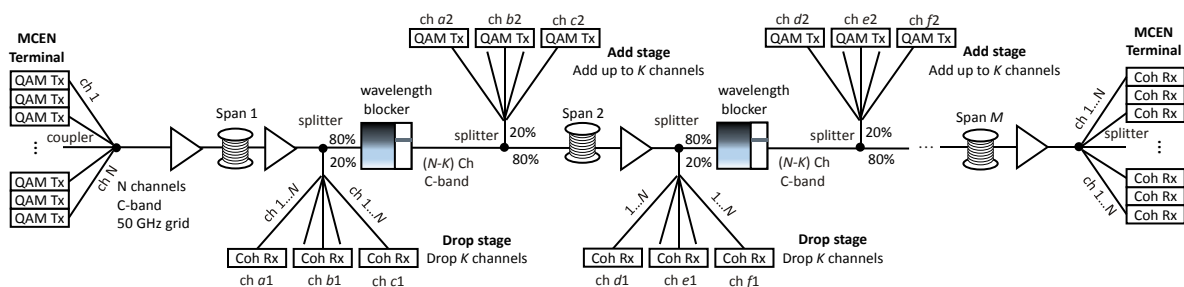 MCEN
Terminal
QAM Tx
QAM Tx
QAM Tx
coupler
⋮
QAM Tx
QAM Tx
QAM Tx
ch 1
ch N
N channels
C-band
50 GHz grid
Span 1
splitter
80%
20%
ch 1...N
ch 1...N
Coh Rx
Coh Rx
Coh Rx
ch a1
ch b1
ch c1
Drop stage
Drop K channels
wavelength
blocker
(N-K) Ch
C-band
ch a2
ch b2
ch c2
QAM Tx
QAM Tx
QAM Tx
Add stage
Add up to K channels
splitter
20%
80%
Span 2
splitter
80%
20%
1...N
1...N
Coh Rx
Coh Rx
Coh Rx
ch d1
ch e1
ch f1
Drop stage
Drop K channels
wavelength
blocker
(N-K) Ch
C-band
ch d2
ch e2
ch f2
QAM Tx
QAM Tx
QAM Tx
Add stage
Add up to K channels
splitter
20%
80%
...
Span M
MCEN
Terminal
ch 1...N
ch 1...N
Coh Rx
Coh Rx
Coh Rx
splitter
⋮
Coh Rx
Coh Rx
Coh Rx